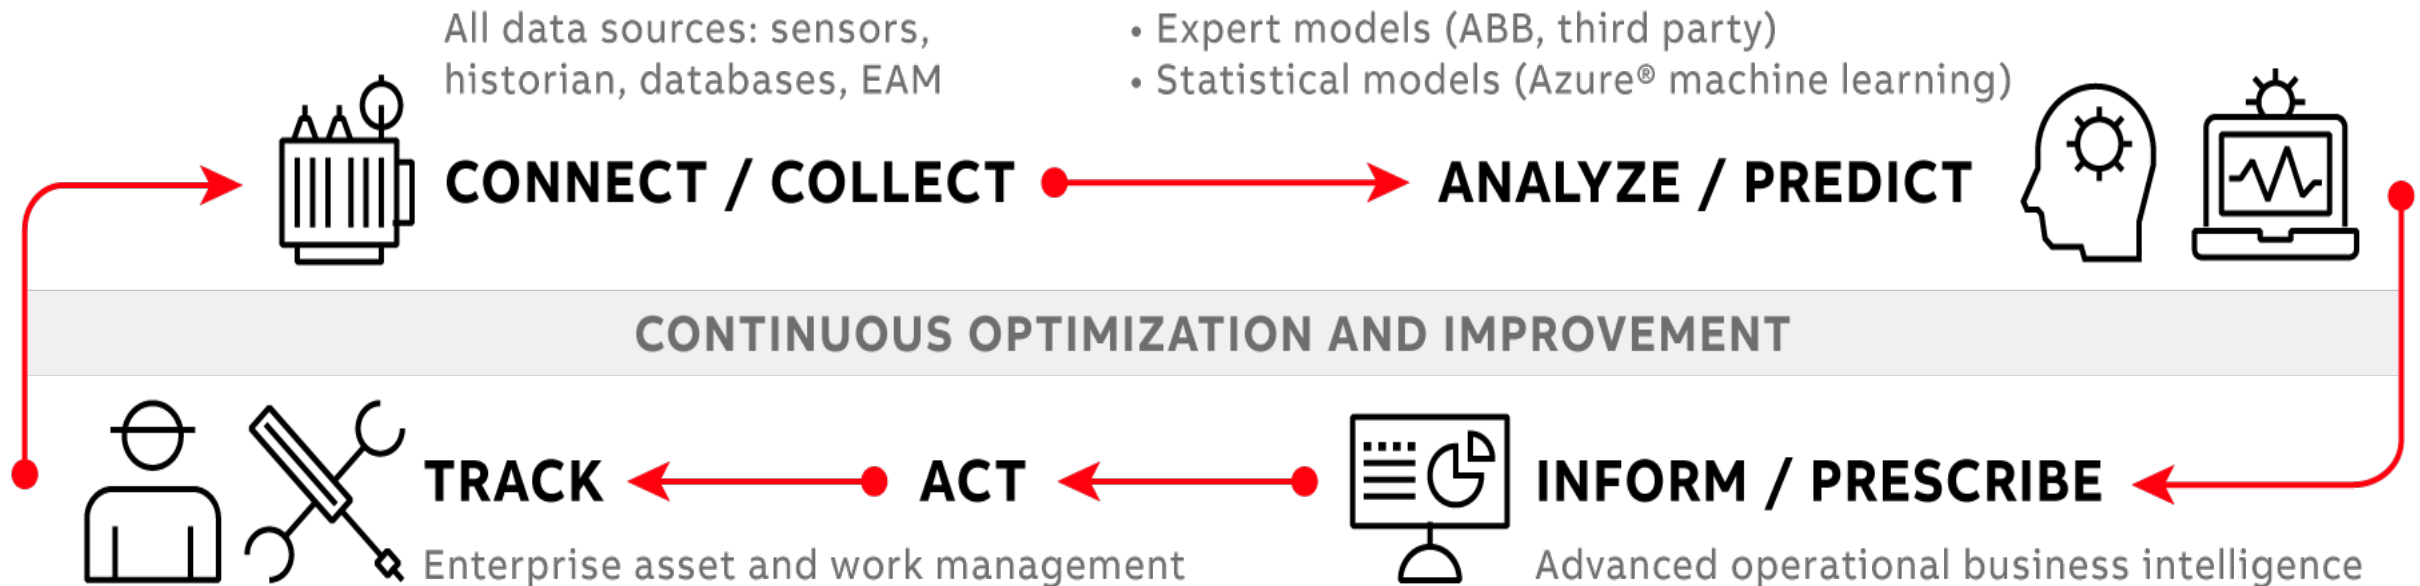 All data sources: sensors,
historian, databases, EAM
• Expert models (ABB, third party)
• Statistical models (Azure® machine learning)
CONNECT / COLLECT
ANALYZE / PREDICT
CONTINUOUS OPTIMIZATION AND IMPROVEMENT
TRACK
ACT
INFORM / PRESCRIBE
Enterprise asset and work management
Advanced operational business intelligence